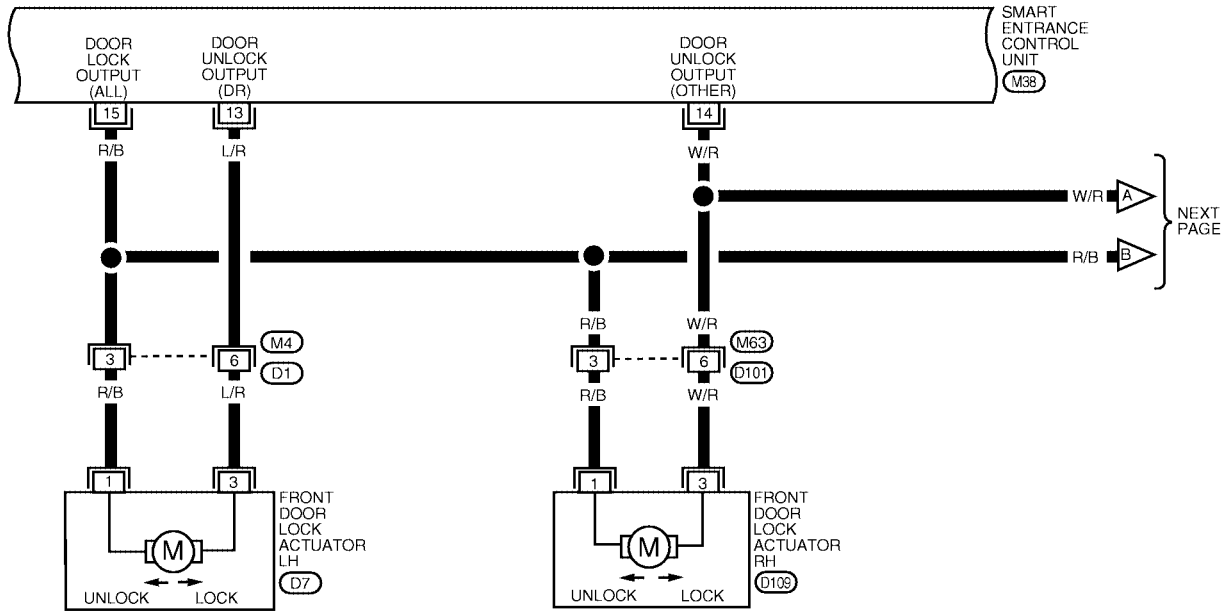 SMART
ENTRANCE
CONTROL
UNIT
M38
DOOR
LOCK
OUTPUT
(ALL)
DOOR
UNLOCK
OUTPUT
(DR)
DOOR
UNLOCK
OUTPUT
(OTHER)
15
13
14
R/B
L/R
W/R
W/R
A
R/B
B
NEXT
PAGE
R/B
W/R
3
6
M4
D1
3
6
M63
D101
R/B
L/R
R/B
W/R
1
3
1
3
FRONT
DOOR
LOCK
ACTUATOR
LH
D7
M
UNLOCK
LOCK
FRONT
DOOR
LOCK
ACTUATOR
RH
D109
M
UNLOCK
LOCK